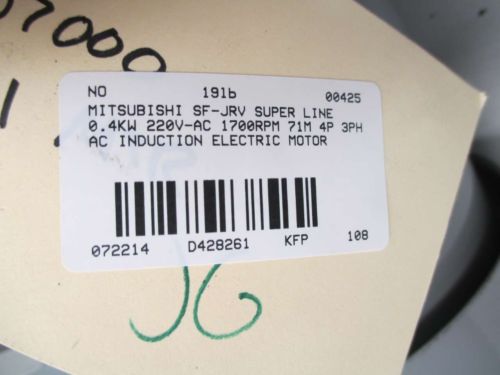 07000
NO 191b 00425
MITSUBISHI SF-JRV SUPER LINE
0.4KW 220V-AC 1700RPM 71M 4P 3PH
AC INDUCTION ELECTRIC MOTOR
072214 D428261 KFP 108